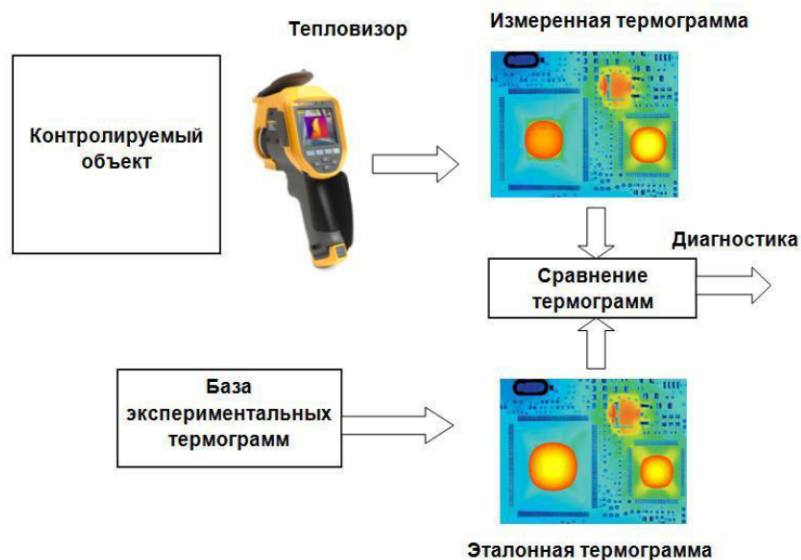 Тепловизор
Измеренная термограмма
Контролируемый
объект
Диагностика
Сравнение
термограмм
База
экспериментальных
термограмм
Эталонная термограмма